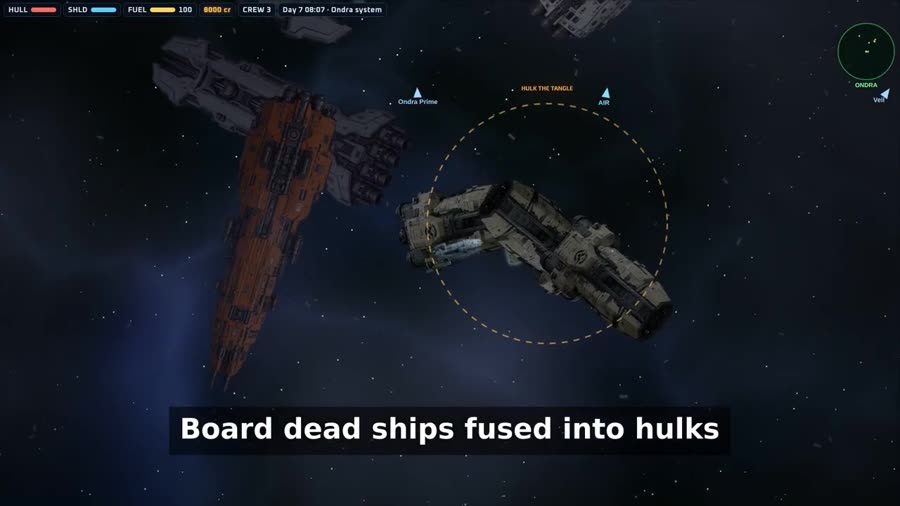 HULL SHLD FUEL 100 8000 cr CREW 3 Day 7 08:07 · Ondra system
HULK THE TANGLE
Ondra Prime
AIR
ONDRA
Veil
Board dead ships fused into hulks